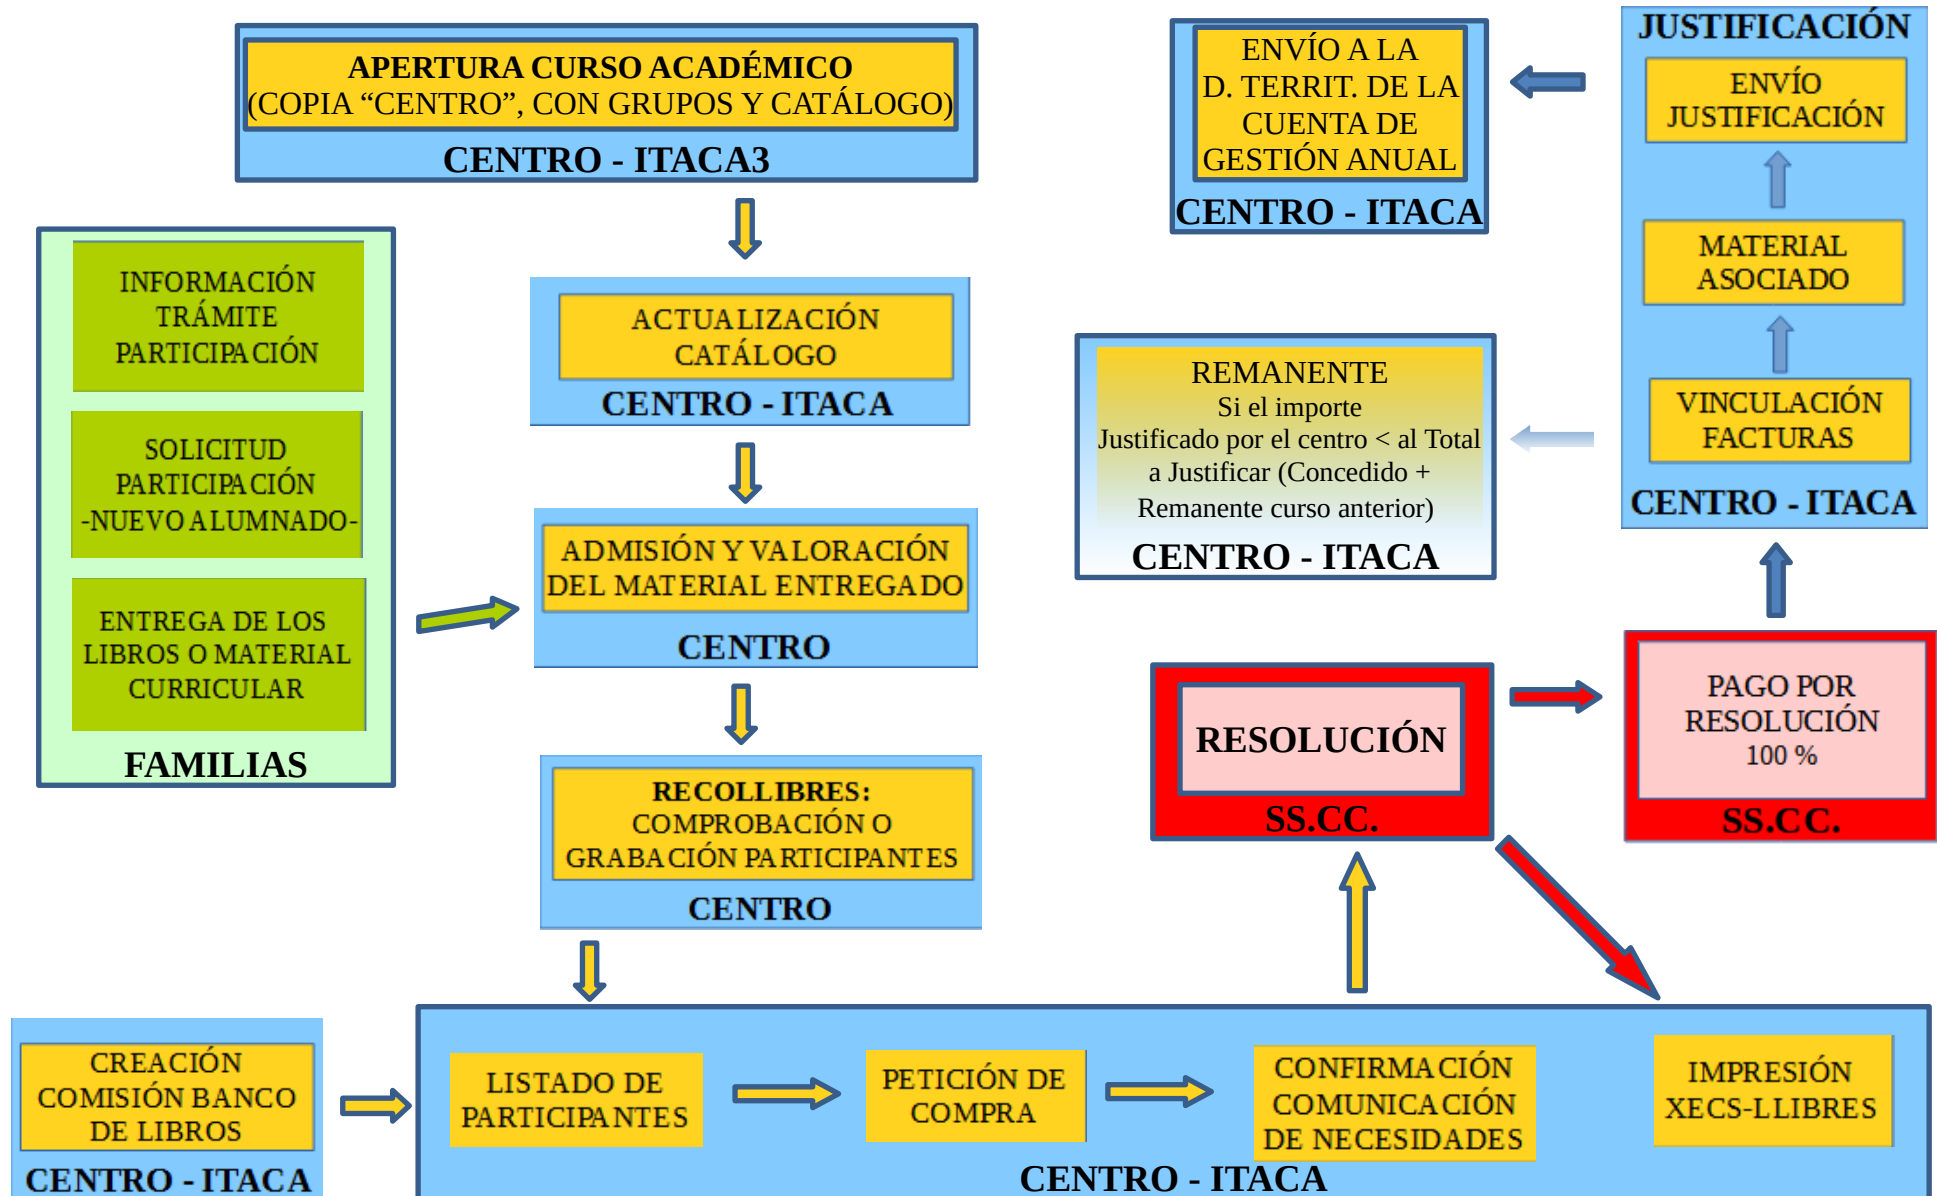 APERTURA CURSO ACADÉMICO
(COPIA “CENTRO”, CON GRUPOS Y CATÁLOGO)
CENTRO - ITACA3
INFORMACIÓN
TRÁMITE
PARTICIPACIÓN
SOLICITUD
PARTICIPACIÓN
-NUEVO ALUMNADO-
ENTREGA DE LOS
LIBROS O MATERIAL
CURRICULAR
FAMILIAS
ACTUALIZACIÓN
CATÁLOGO
CENTRO - ITACA
ADMISIÓN Y VALORACIÓN
DEL MATERIAL ENTREGADO
CENTRO
RECOLLIBRES:
COMPROBACIÓN O
GRABACIÓN PARTICIPANTES
CENTRO
CREACIÓN
COMISIÓN BANCO
DE LIBROS
CENTRO - ITACA
LISTADO DE
PARTICIPANTES
PETICIÓN DE
COMPRA
CONFIRMACIÓN
COMUNICACIÓN
DE NECESIDADES
IMPRESIÓN
XECS-LLIBRES
CENTRO - ITACA
RESOLUCIÓN
SS.CC.
PAGO POR
RESOLUCIÓN
100 %
SS.CC.
JUSTIFICACIÓN
ENVÍO
JUSTIFICACIÓN
MATERIAL
ASOCIADO
VINCULACIÓN
FACTURAS
CENTRO - ITACA
REMANENTE
Si el importe
Justificado por el centro < al Total
a Justificar (Concedido +
Remanente curso anterior)
CENTRO - ITACA
ENVÍO A LA
D. TERRIT. DE LA
CUENTA DE
GESTIÓN ANUAL
CENTRO - ITACA